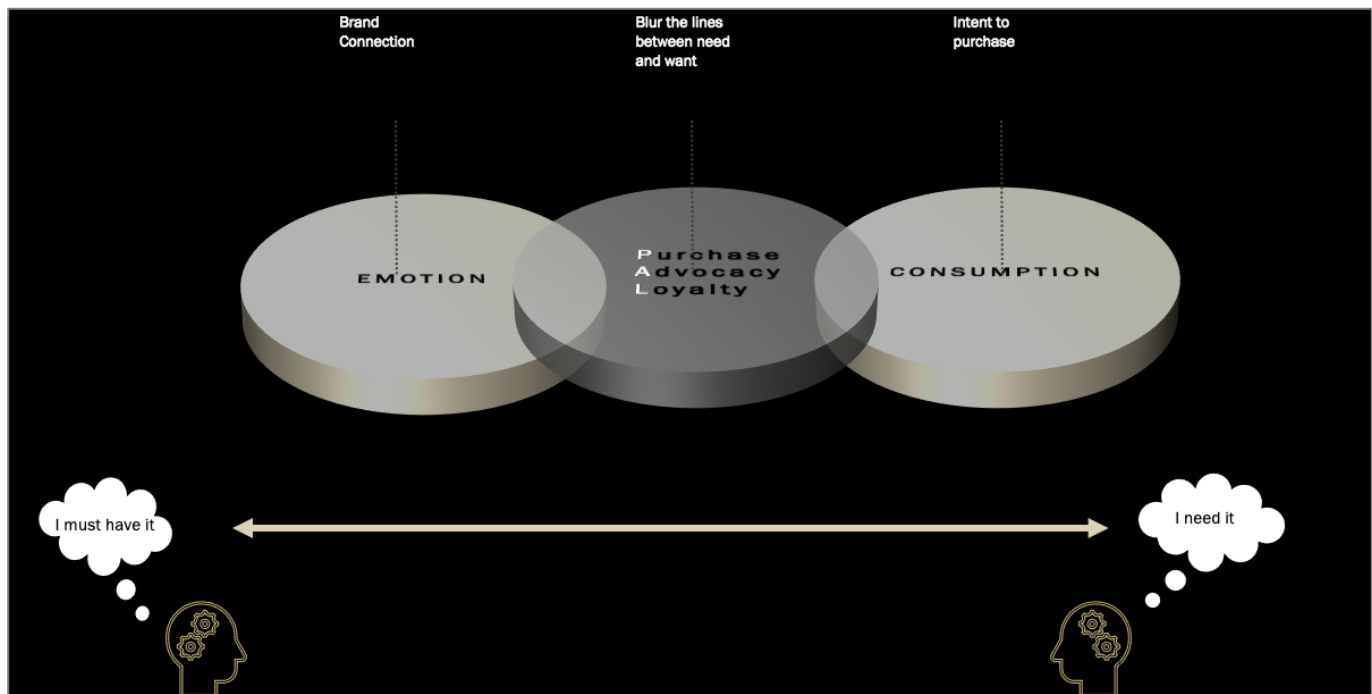 Brand
Connection
Blur the lines
between need
and want
Intent to
purchase
EMOTION
Purchase
Advocacy
Loyalty
CONSUMPTION
I must have it
I need it